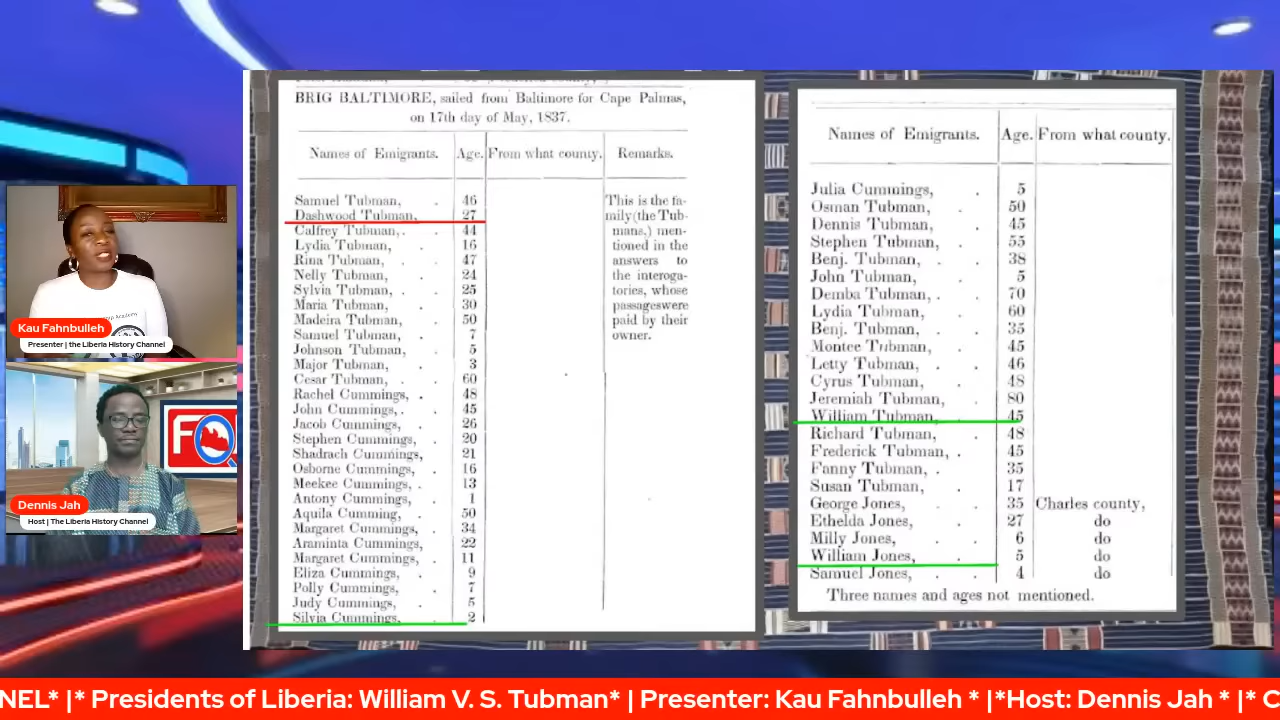 BRIG BALTIMORE, sailed from Baltimore for Cape Palmas,
on 17th day of May, 1837.
Names of Emigrants. Age. From what county. Remarks.
Samuel Tubman, . 46
Dashwood Tubman, 27
Calfrey Tubman, . . 44
Lydia Tubman, . 16
Rina Tubman, . . 47
Nelly Tubman, . 24
Sylvia Tubman, . . 25
Maria Tubman, . 30
Madeira Tubman, . 50
Samuel Tubman, . 7
Johnson Tubman, . 5
Major Tubman, . 3
Cesar Tubman, . . 60
Rachel Cummings, . 48
John Cummings, . . 45
Jacob Cummings, . 26
Stephen Cummings, . 20
Shadrach Cummings, 21
Osborne Cummings, . 16
Meekee Cummings, . 13
Antony Cummings, . 1
Aquila Cumming, . 50
Margaret Cummings, . 34
Araminta Cummings, 22
Margaret Cummings, . 11
Eliza Cummings, . 9
Polly Cummings, . 7
Judy Cummings, . 5
Silvia Cummings, . 2
This is the fa-
mily (the Tub-
mans,) men-
tioned in the
answers to
the interoga-
tories, whose
passages were
paid by their
owner.
Names of Emigrants. Age. From what county.
Julia Cummings, . 5
Osman Tubman, . 50
Dennis Tubman, . 45
Stephen Tubman, . 55
Benj. Tubman, . . 38
John Tubman, . 5
Demba Tubman, . . 70
Lydia Tubman, . 60
Benj. Tubman, . . 35
Montee Tubman, . 45
Letty Tubman, . . 46
Cyrus Tubman, . 48
Jeremiah Tubman, . 80
William Tubman, . 45
Richard Tubman, . 48
Frederick Tubman, . 45
Fanny Tubman, . . 35
Susan Tubman, . 17
George Jones, . . 35 Charles county,
Ethelda Jones, . 27 do
Milly Jones, . . 6 do
William Jones, . 5 do
Samuel Jones, . . 4 do
Three names and ages not mentioned.
Kau Fahnbulleh
Presenter | the Liberia History Channel
Dennis Jah
Host | The Liberia History Channel
NEL* |* Presidents of Liberia: William V. S. Tubman* | Presenter: Kau Fahnbulleh * |*Host: Dennis Jah * |* C